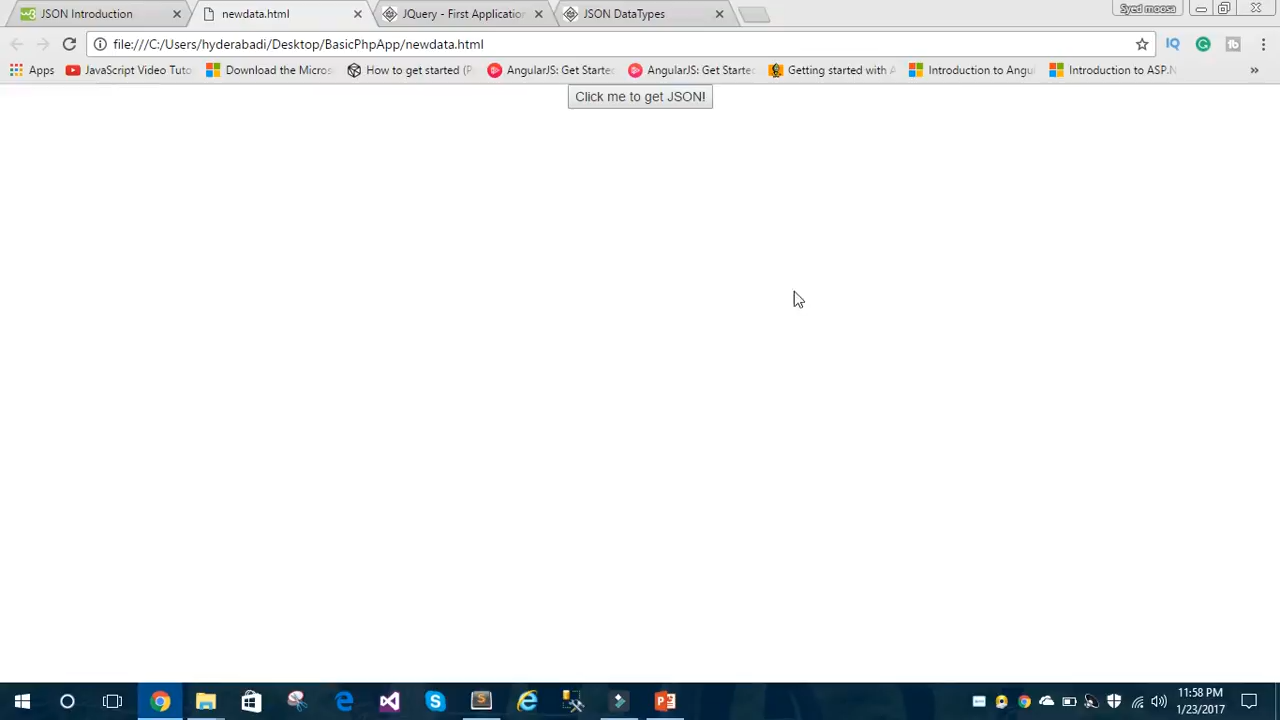 JSON Introduction
newdata.html
JQuery - First Application
JSON DataTypes
Syed moosa
file:///C:/Users/hyderabadi/Desktop/BasicPhpApp/newdata.html
Apps
JavaScript Video Tuto
Download the Micros
How to get started (P
AngularJS: Get Starte
AngularJS: Get Starte
Getting started with A
Introduction to Angu
Introduction to ASP.N
»
Click me to get JSON!
11:58 PM
1/23/2017